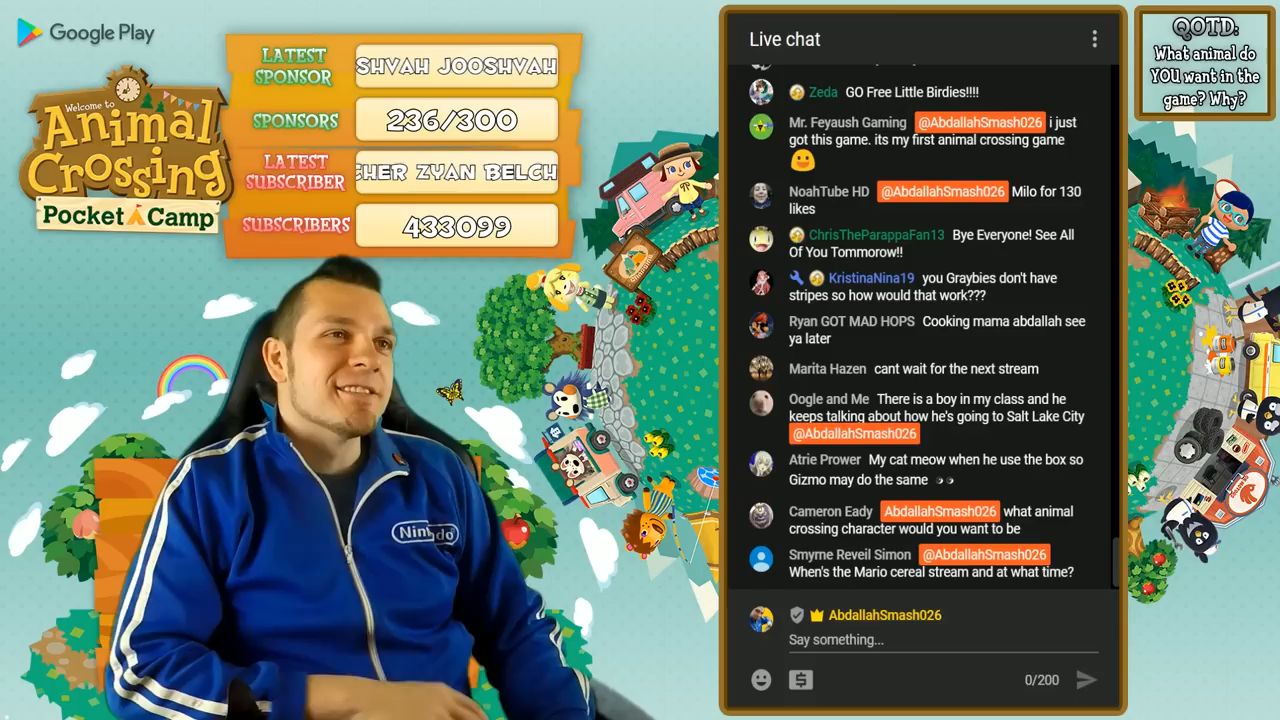 Google Play
Welcome to
Animal
Crossing
Pocket Camp
LATEST
SPONSOR
SHVAH JOOSHVAH
SPONSORS
236/300
LATEST
SUBSCRIBER
SHER ZYAN BELCH
SUBSCRIBERS
433099
Nintendo
Live chat
Zeda GO Free Little Birdies!!!!
Mr. Feyaush Gaming @AbdallahSmash026 i just
got this game. its my first animal crossing game
NoahTube HD @AbdallahSmash026 Milo for 130
likes
ChrisTheParappaFan13 Bye Everyone! See All
Of You Tommorow!!
KristinaNina19 you Graybies don't have
stripes so how would that work???
Ryan GOT MAD HOPS Cooking mama abdallah see
ya later
Marita Hazen cant wait for the next stream
Oogle and Me There is a boy in my class and he
keeps talking about how he's going to Salt Lake City
@AbdallahSmash026
Atrie Prower My cat meow when he use the box so
Gizmo may do the same
Cameron Eady AbdallahSmash026 what animal
crossing character would you want to be
Smyrne Reveil Simon @AbdallahSmash026
When's the Mario cereal stream and at what time?
AbdallahSmash026
Say something...
0/200
QOTD:
What animal do
YOU want in the
game? Why?